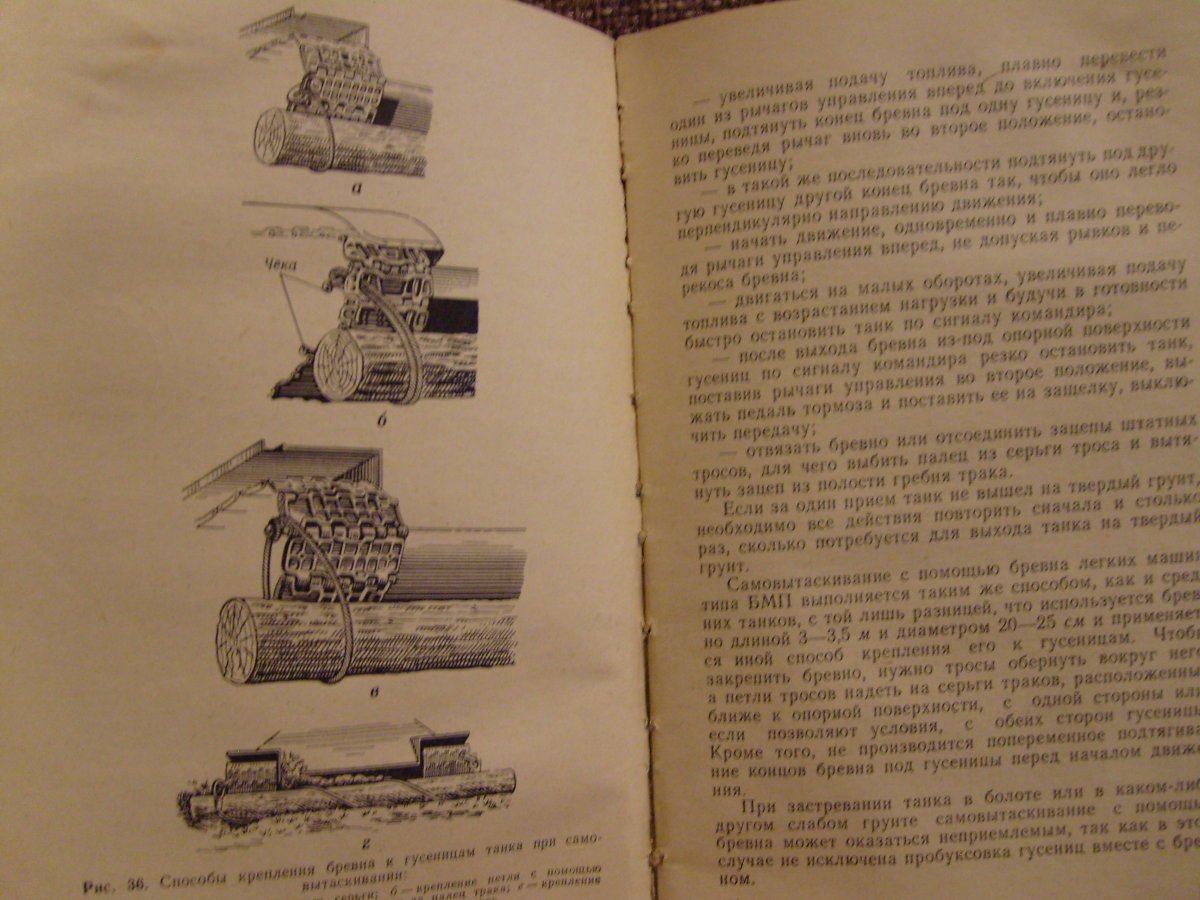 а
Чека
б
в
г
Рис. 36. Способы крепления бревна к гусеницам танка при само-
вытаскивании:
серьги; б — крепление петли с помощью
палец трака; в — крепление
— увеличивая подачу топлива, плавно перевести
один из рычагов управления вперед до включения гусе-
ницы, подтянуть конец бревна под одну гусеницу и, рез-
ко переведя рычаг вновь во второе положение, остано-
вить гусеницу;
— в такой же последовательности подтянуть под дру-
гую гусеницу другой конец бревна так, чтобы оно легло
перпендикулярно направлению движения;
— начать движение, одновременно и плавно перево-
дя рычаги управления вперед, не допуская рывков и пе-
рекоса бревна;
— двигаться на малых оборотах, увеличивая подачу
топлива с возрастанием нагрузки и будучи в готовности
быстро остановить танк по сигналу командира;
— после выхода бревна из-под опорной поверхности
гусениц по сигналу командира резко остановить танк,
поставив рычаги управления во второе положение, вы-
жать педаль тормоза и поставить ее на защелку, выклю-
чить передачу;
— отвязать бревно или отсоединить зацепы штатных
тросов, для чего выбить палец из серьги троса и вытя-
нуть зацеп из полости гребня трака.
Если за один прием танк не вышел на твердый грунт,
необходимо все действия повторить сначала и столько
раз, сколько потребуется для выхода танка на твердый
грунт.
Самовытаскивание с помощью бревна легких машин
типа БМП выполняется таким же способом, как и сред-
них танков, с той лишь разницей, что используется брев-
но длиной 3—3,5 м и диаметром 20—25 см и применяет-
ся иной способ крепления его к гусеницам. Чтобы
закрепить бревно, нужно тросы обернуть вокруг него,
а петли тросов надеть на серьги траков, расположенны
ближе к опорной поверхности, с одной стороны или
если позволяют условия, с обеих сторон гусеницы
Кроме того, не производится попеременное подтягива
ние концов бревна под гусеницы перед началом движе
ния.
При застревании танка в болоте или в каком-ли
другом слабом грунте самовытаскивание с помощь
бревна может оказаться неприемлемым, так как в это
случае не исключена пробуксовка гусениц вместе с бре
ном.